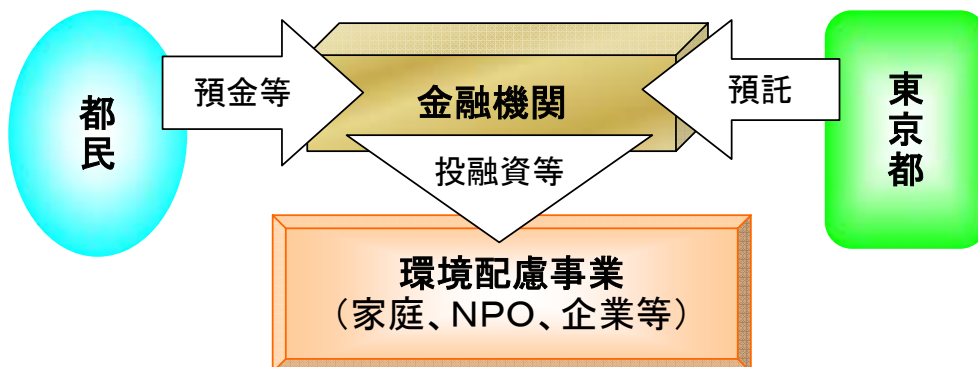 都民
預金等
金融機関
預託
東京都
投融資等
環境配慮事業
（家庭、ＮＰＯ、企業等）